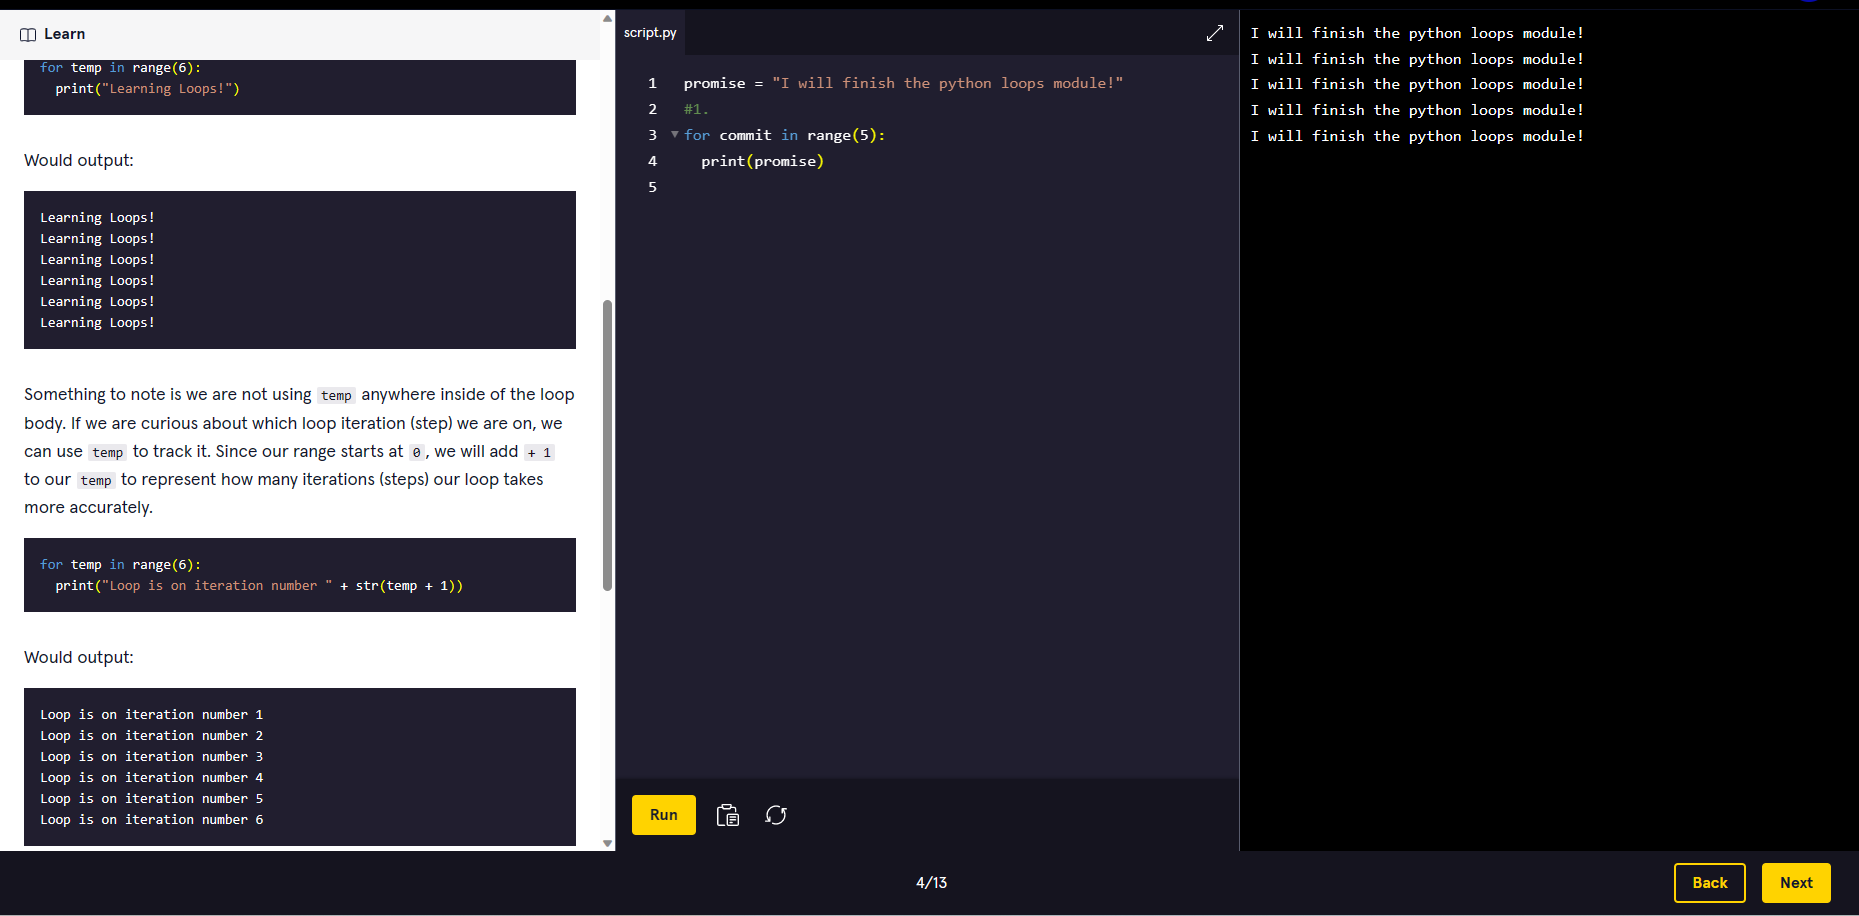 Learn
for temp in range(6):
  print("Learning Loops!")
Would output:
Learning Loops!
Learning Loops!
Learning Loops!
Learning Loops!
Learning Loops!
Learning Loops!
Something to note is we are not using temp anywhere inside of the loop
body. If we are curious about which loop iteration (step) we are on, we
can use temp to track it. Since our range starts at 0, we will add + 1
to our temp to represent how many iterations (steps) our loop takes
more accurately.
for temp in range(6):
  print("Loop is on iteration number " + str(temp + 1))
Would output:
Loop is on iteration number 1
Loop is on iteration number 2
Loop is on iteration number 3
Loop is on iteration number 4
Loop is on iteration number 5
Loop is on iteration number 6
script.py
1 promise = "I will finish the python loops module!"
2 #1.
3 for commit in range(5):
4   print(promise)
5
Run
I will finish the python loops module!
I will finish the python loops module!
I will finish the python loops module!
I will finish the python loops module!
I will finish the python loops module!
4/13
Back
Next